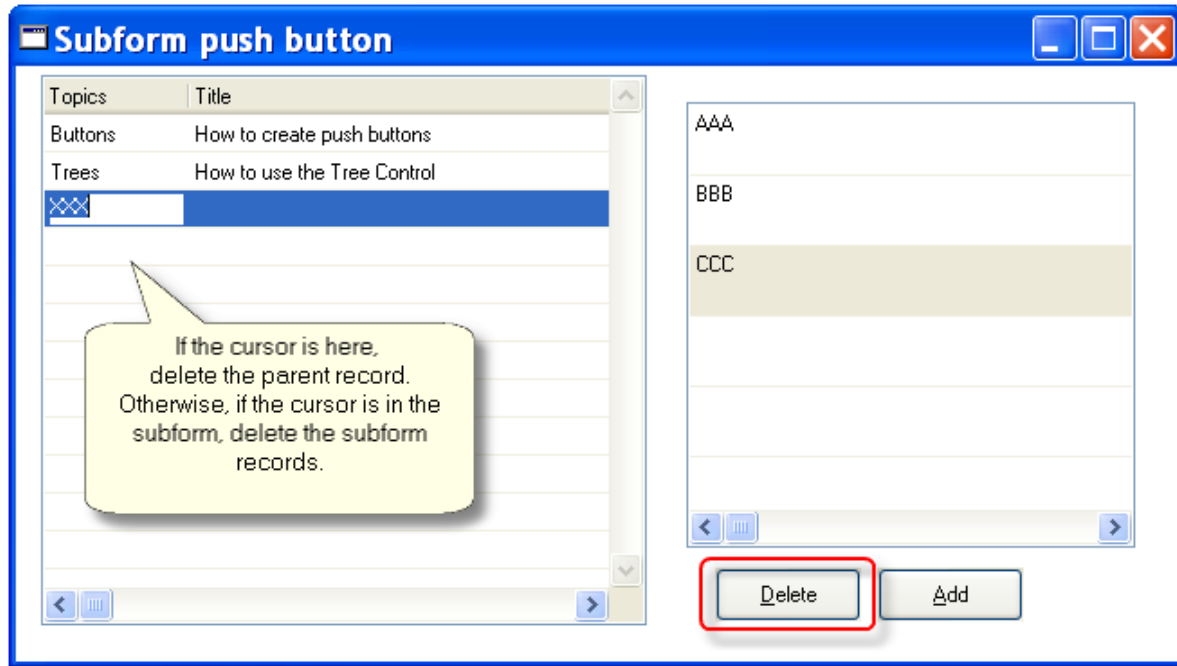 Subform push button
Topics Title
Buttons How to create push buttons
Trees How to use the Tree Control
XXX
If the cursor is here,
delete the parent record.
Otherwise, if the cursor is in the
subform, delete the subform
records.
AAA
BBB
CCC
Delete Add